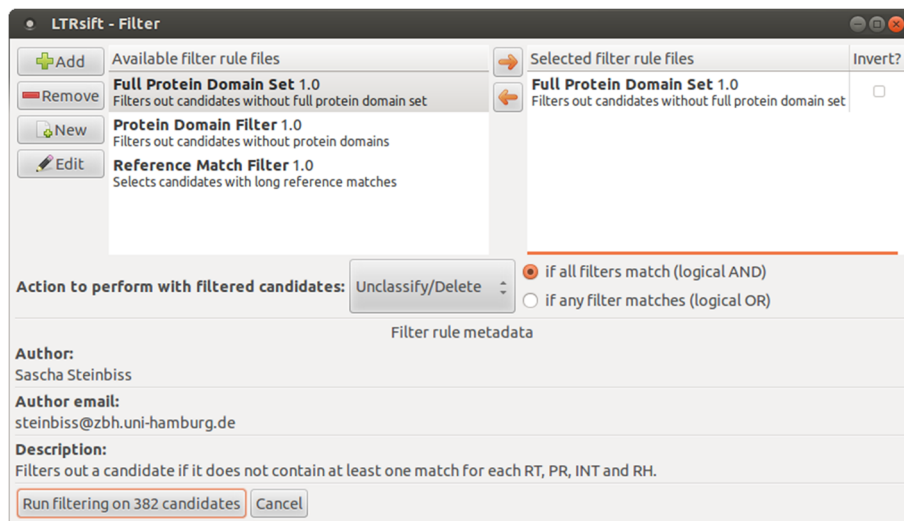 LTRsift - Filter
Add
Remove
New
Edit
Available filter rule files
Full Protein Domain Set 1.0
Filters out candidates without full protein domain set
Protein Domain Filter 1.0
Filters out candidates without protein domains
Reference Match Filter 1.0
Selects candidates with long reference matches
Selected filter rule files
Invert?
Full Protein Domain Set 1.0
Filters out candidates without full protein domain set
Action to perform with filtered candidates:
Unclassify/Delete
if all filters match (logical AND)
if any filter matches (logical OR)
Filter rule metadata
Author:
Sascha Steinbiss
Author email:
steinbiss@zbh.uni-hamburg.de
Description:
Filters out a candidate if it does not contain at least one match for each RT, PR, INT and RH.
Run filtering on 382 candidates
Cancel